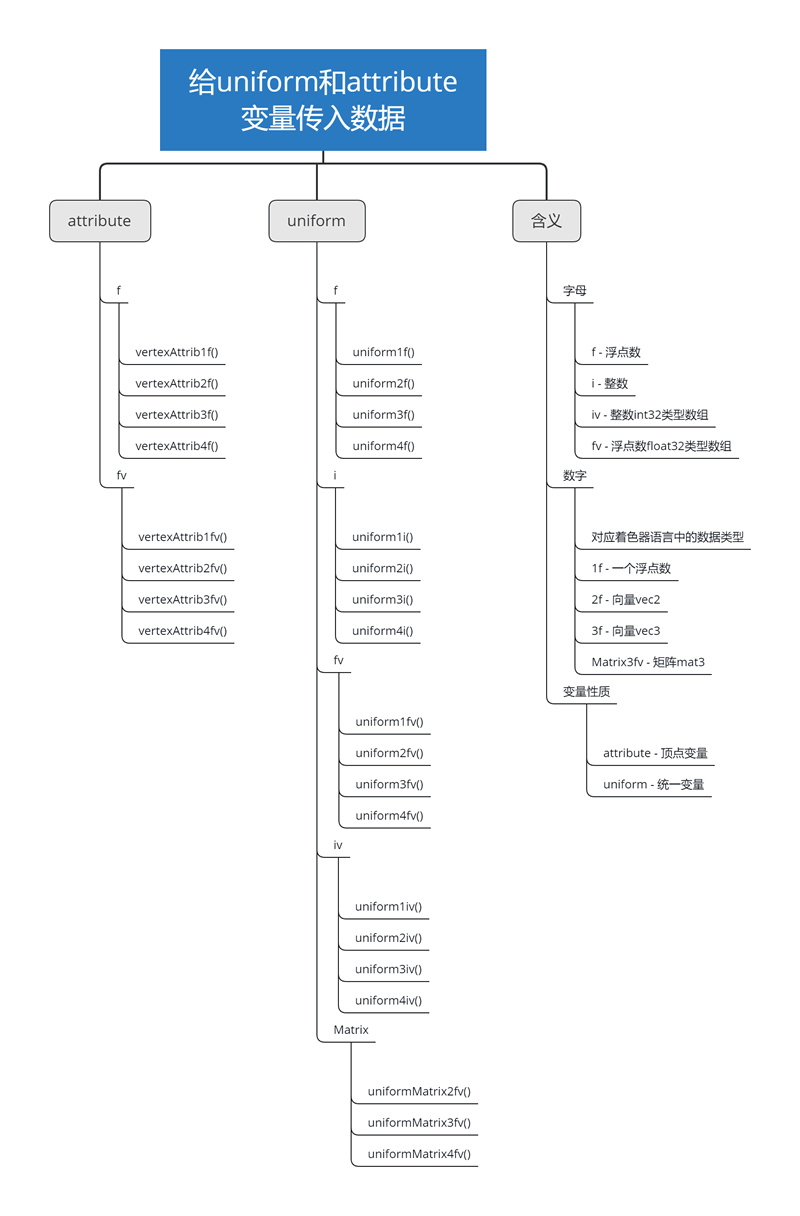 给uniform和attribute
变量传入数据
attribute
f
vertexAttrib1f()
vertexAttrib2f()
vertexAttrib3f()
vertexAttrib4f()
fv
vertexAttrib1fv()
vertexAttrib2fv()
vertexAttrib3fv()
vertexAttrib4fv()
uniform
f
uniform1f()
uniform2f()
uniform3f()
uniform4f()
i
uniform1i()
uniform2i()
uniform3i()
uniform4i()
fv
uniform1fv()
uniform2fv()
uniform3fv()
uniform4fv()
iv
uniform1iv()
uniform2iv()
uniform3iv()
uniform4iv()
Matrix
uniformMatrix2fv()
uniformMatrix3fv()
uniformMatrix4fv()
含义
字母
f - 浮点数
i - 整数
iv - 整数int32类型数组
fv - 浮点数float32类型数组
数字
对应着色器语言中的数据类型
1f - 一个浮点数
2f - 向量vec2
3f - 向量vec3
Matrix3fv - 矩阵mat3
变量性质
attribute - 顶点变量
uniform - 统一变量